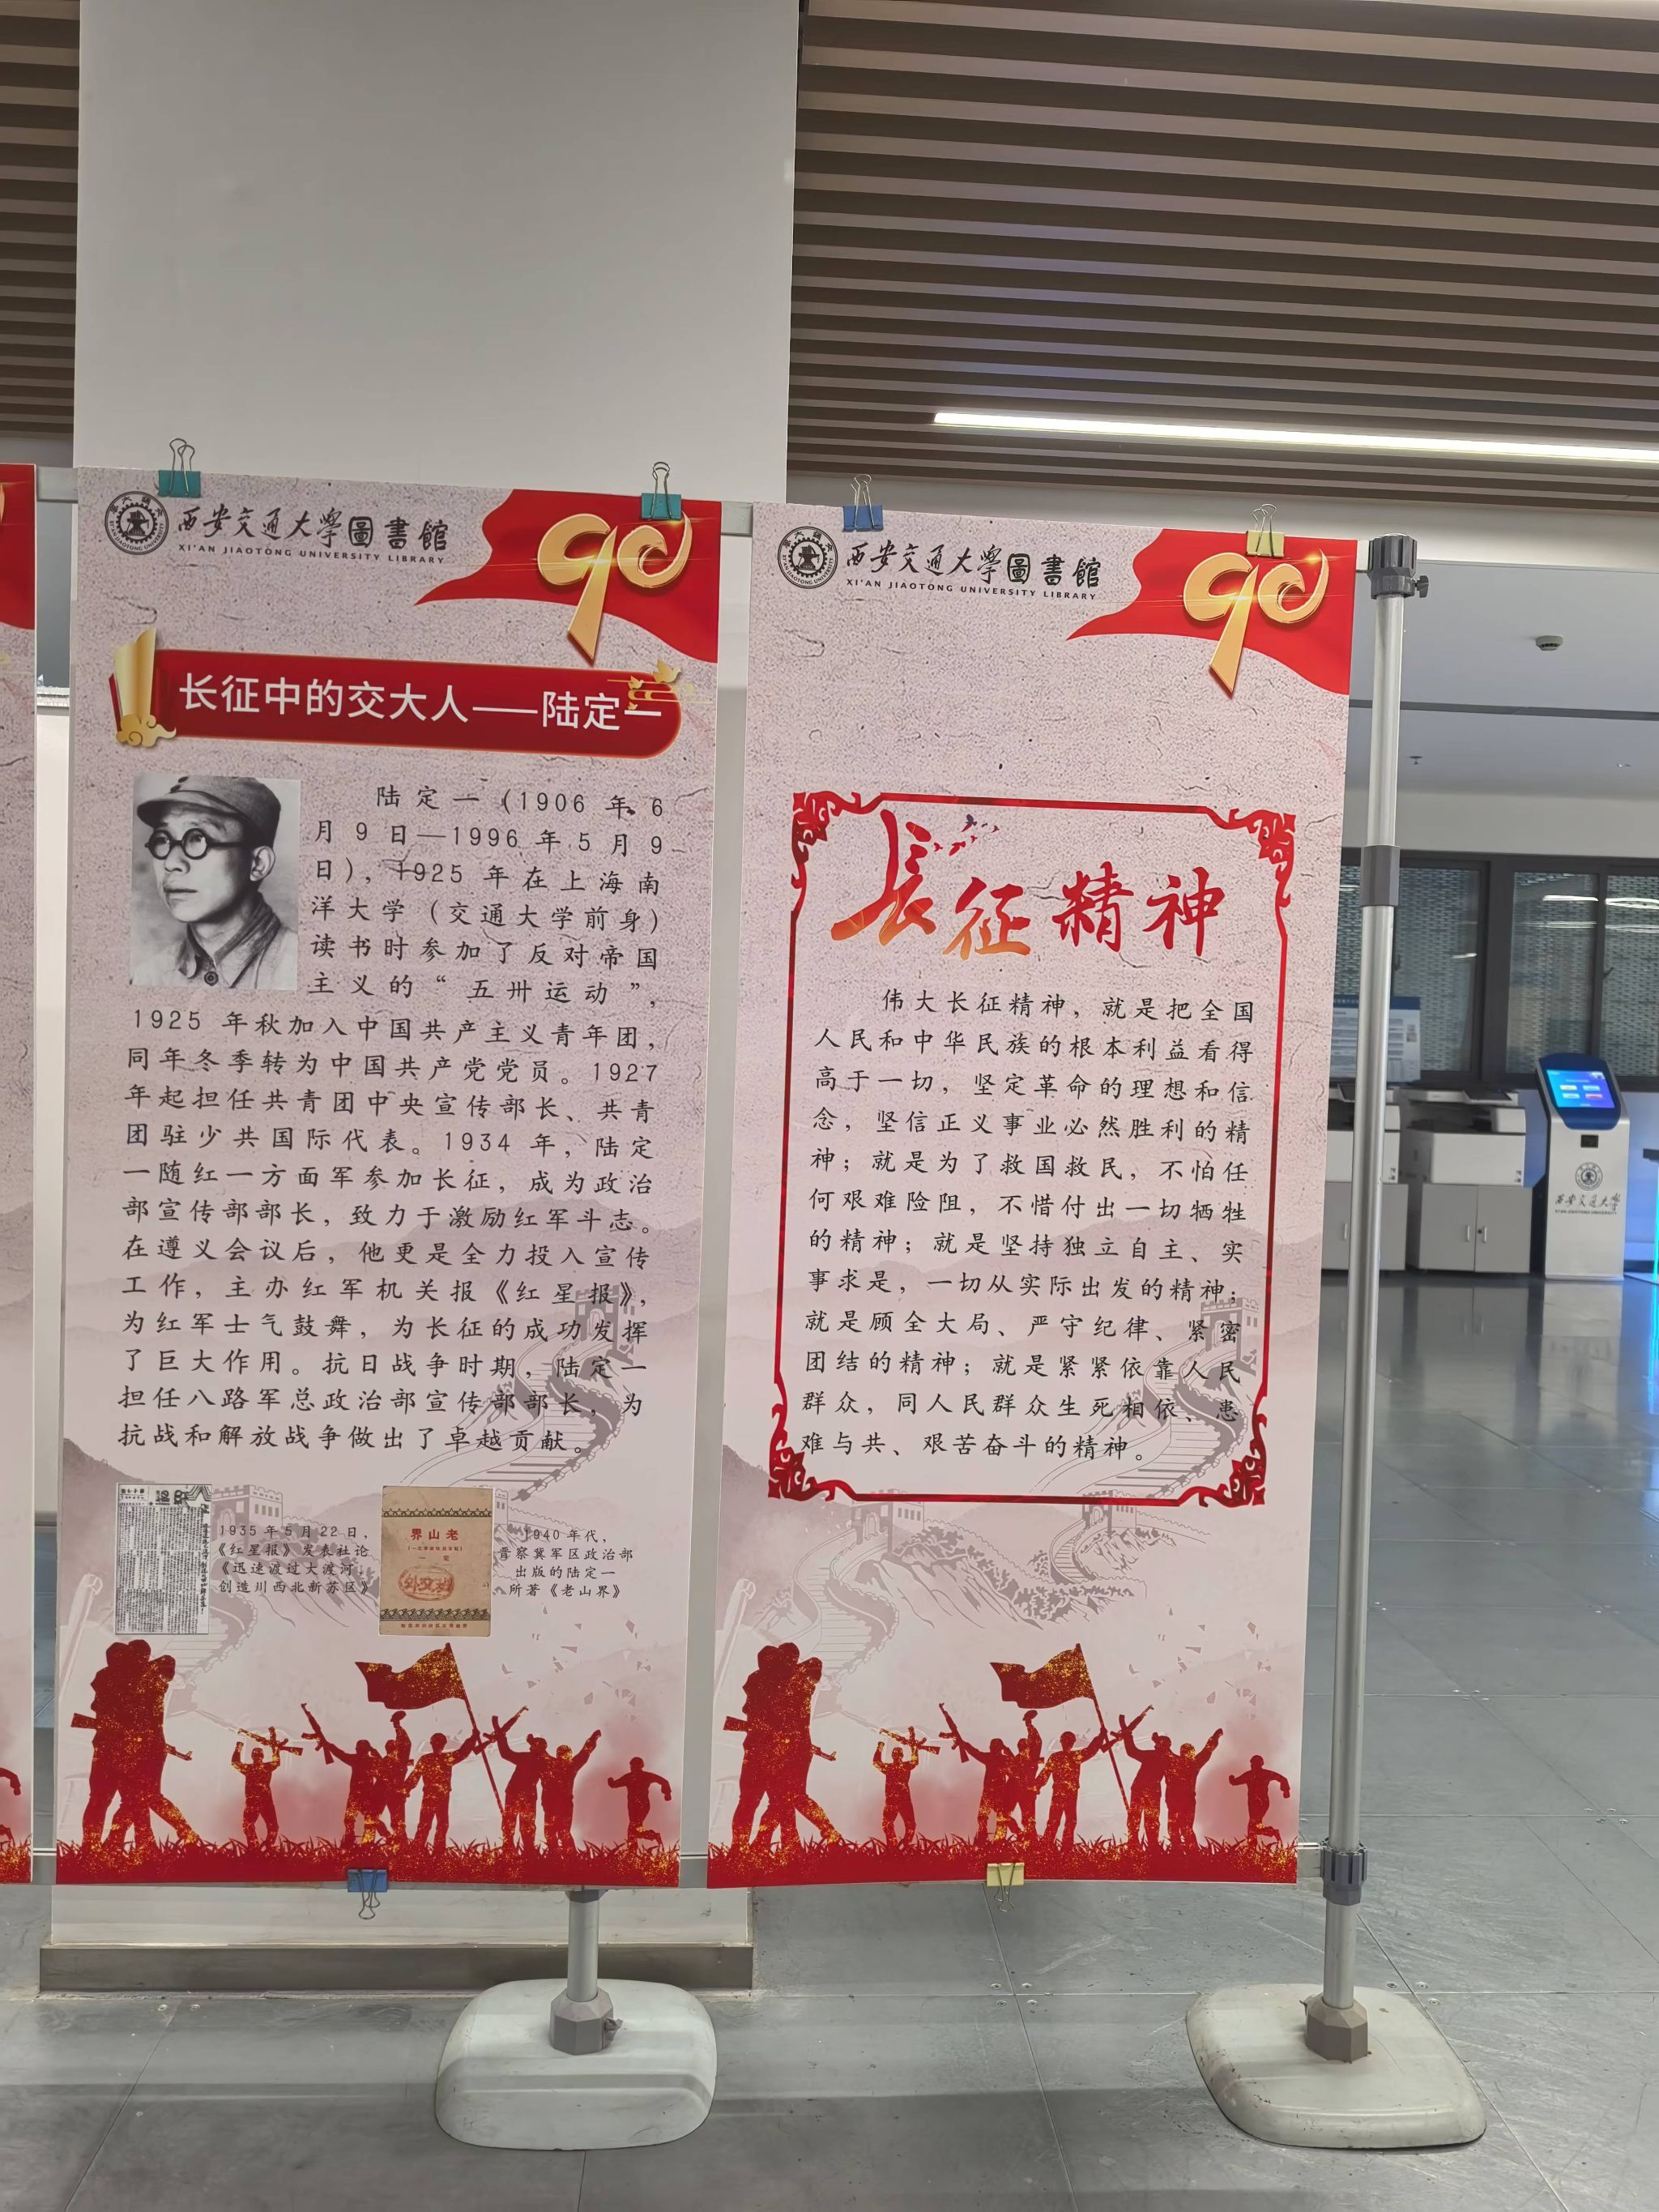 西安交通大學圖書館
XI'AN JIAOTONG UNIVERSITY LIBRARY
90
长征中的交大人——陆定一
陆定一(1906 年 6
月 9 日—1996 年 5 月 9
日),1925 年在上海南
洋大学(交通大学前身)
读书时参加了反对帝国
主义的“五卅运动”,
1925 年秋加入中国共产主义青年团,
同年冬季转为中国共产党党员。1927
年起担任共青团中央宣传部长、共青
团驻少共国际代表。1934 年,陆定
一随红一方面军参加长征,成为政治
部宣传部部长,致力于激励红军斗志。
在遵义会议后,他更是全力投入宣传
工作,主办红军机关报《红星报》,
为红军士气鼓舞,为长征的成功发挥
了巨大作用。抗日战争时期,陆定一
担任八路军总政治部宣传部部长,为
抗战和解放战争做出了卓越贡献。
1935 年 5 月 22 日,
《红星报》发表社论
《迅速渡过大渡河,
创造川西北新苏区》
界山老
1940 年代,
晋察冀军区政治部
出版的陆定一
所著《老山界》
西安交通大學圖書館
XI'AN JIAOTONG UNIVERSITY LIBRARY
90
長征精神
伟大长征精神,就是把全国
人民和中华民族的根本利益看得
高于一切,坚定革命的理想和信
念,坚信正义事业必然胜利的精
神;就是为了救国救民,不怕任
何艰难险阻,不惜付出一切牺牲
的精神;就是坚持独立自主、实
事求是,一切从实际出发的精神;
就是顾全大局、严守纪律、紧密
团结的精神;就是紧紧依靠人民
群众,同人民群众生死相依、患
难与共、艰苦奋斗的精神。
西安交通大學
XI'AN JIAOTONG UNIVERSITY